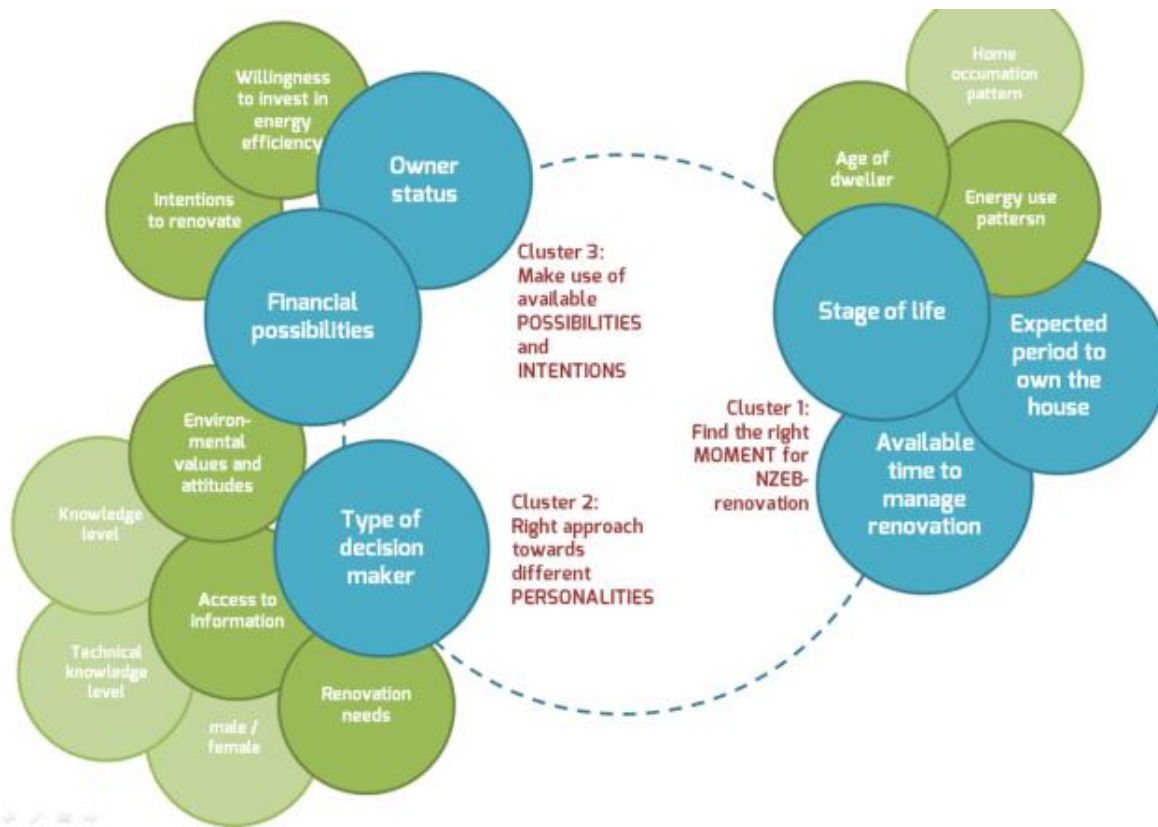 Willingness
to invest in
energy
efficiency
Intentions
to renovate
Owner
status
Financial
possibilities
Cluster 3:
Make use of
available
POSSIBILITIES
and
INTENTIONS
Environ-
mental
values and
attitudes
Knowledge
level
Type of
decision
maker
Access to
information
Technical
knowledge
level
male /
female
Renovation
needs
Cluster 2:
Right approach
towards
different
PERSONALITIES
Home
occumation
pattern
Age of
dweller
Energy use
pattersn
Stage of life
Expected
period to
own the
house
Available
time to
manage
renovation
Cluster 1:
Find the right
MOMENT for
NZEB-
renovation